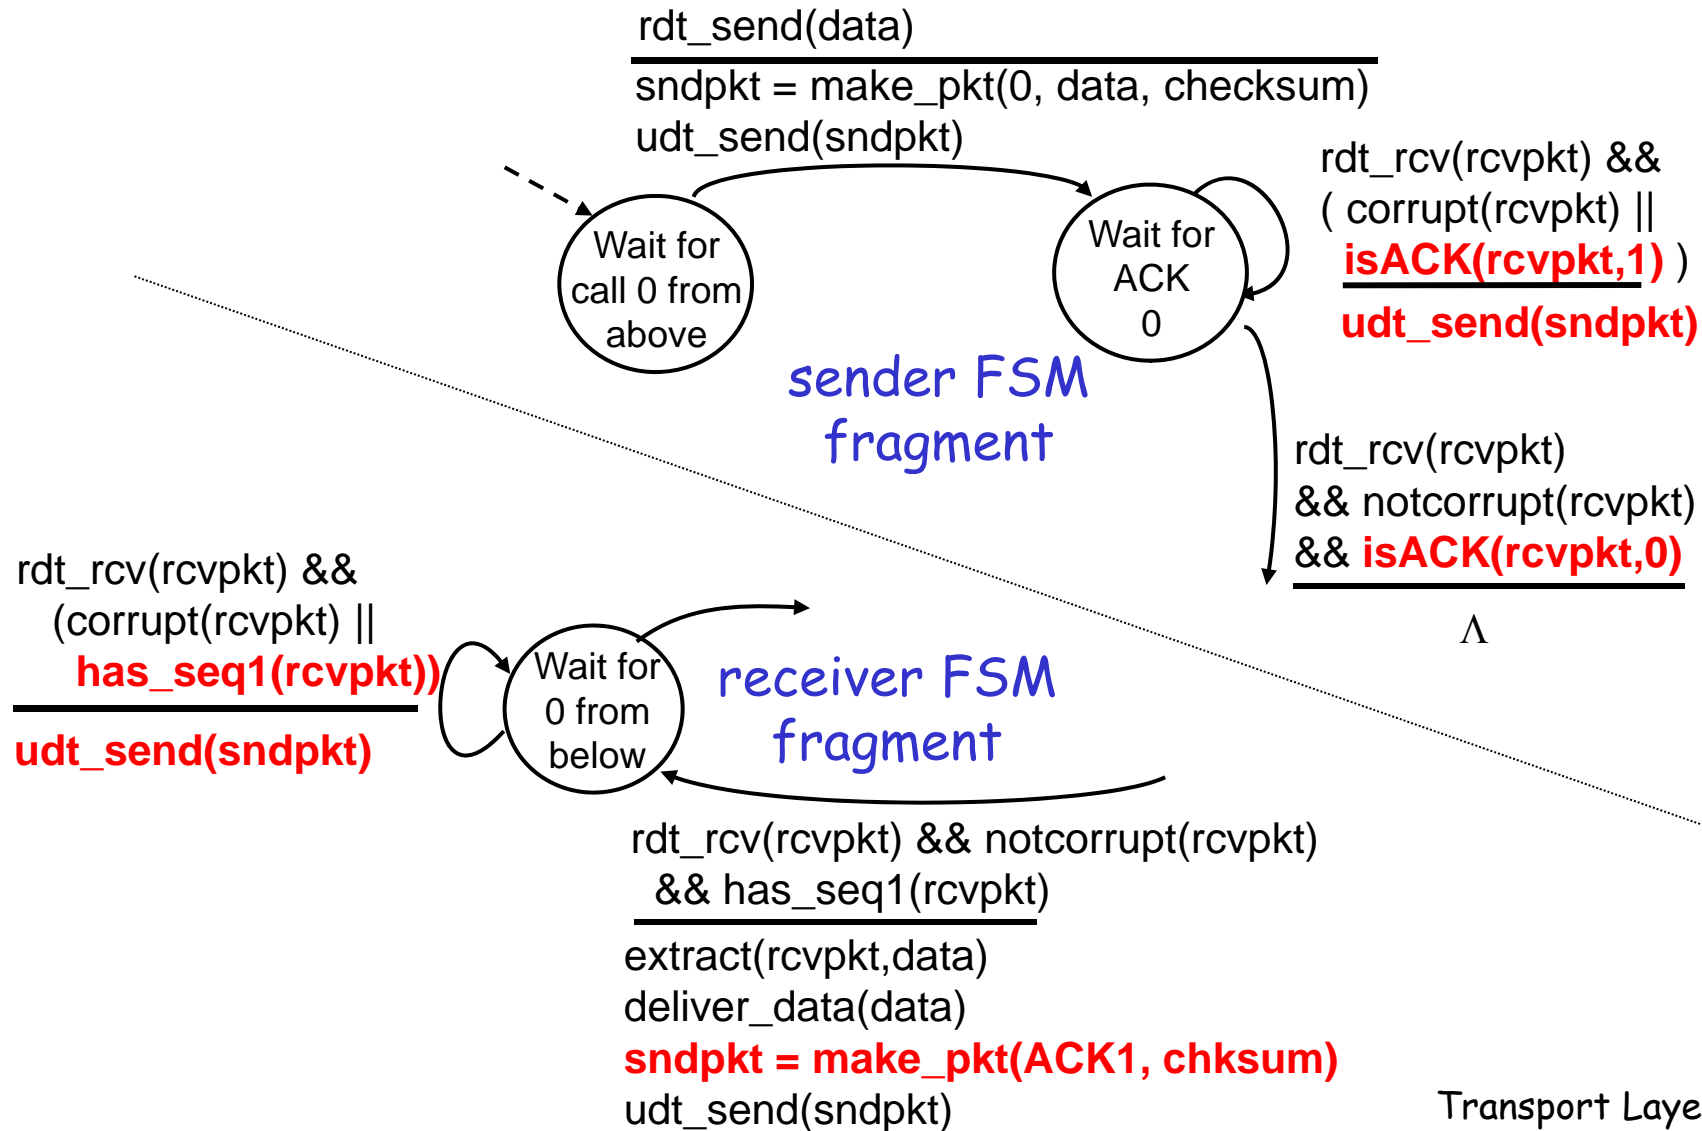 rdt_send(data)
sndpkt = make_pkt(0, data, checksum)
udt_send(sndpkt)
Wait for
call 0 from
above
Wait for
ACK
0
rdt_rcv(rcvpkt) &&
( corrupt(rcvpkt) ||
isACK(rcvpkt,1) )
udt_send(sndpkt)
sender FSM
fragment
rdt_rcv(rcvpkt)
&& notcorrupt(rcvpkt)
&& isACK(rcvpkt,0)
Λ
rdt_rcv(rcvpkt) &&
(corrupt(rcvpkt) ||
has_seq1(rcvpkt))
udt_send(sndpkt)
Wait for
0 from
below
receiver FSM
fragment
rdt_rcv(rcvpkt) && notcorrupt(rcvpkt)
&& has_seq1(rcvpkt)
extract(rcvpkt,data)
deliver_data(data)
sndpkt = make_pkt(ACK1, chksum)
udt_send(sndpkt)
Transport Laye